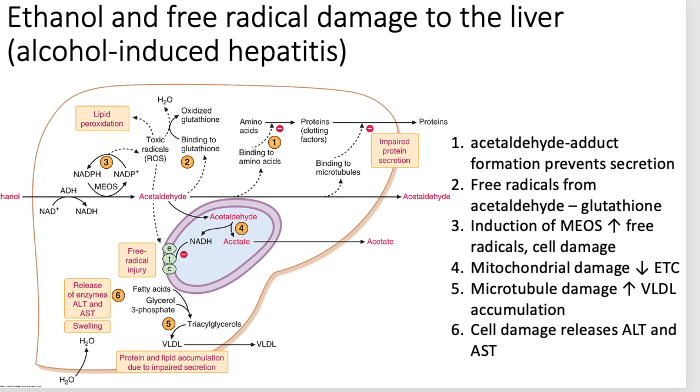 Ethanol and free radical damage to the liver
(alcohol-induced hepatitis)
H₂O
Lipid
peroxidation
Oxidized
glutathione
Toxic
radicals
(ROS)
Binding to
glutathione
2
Amino
acids
Proteins
(clotting
factors)
Proteins
1
Binding to
amino acids
Binding to
microtubules
Impaired
protein
secretion
3
NADPH
NADP⁺
MEOS
hanol
ADH
NAD⁺
NADH
Acetaldehyde
Acetaldehyde
Acetaldehyde
4
NADH
Acetate
Acetate
e
t
c
Free-
radical
injury
Release
of enzymes
ALT and
AST
6
Swelling
H₂O
H₂O
Fatty acids
Glycerol
3-phosphate
5
Triacylglycerols
VLDL
VLDL
Protein and lipid accumulation
due to impaired secretion
1. acetaldehyde-adduct
formation prevents secretion
2. Free radicals from
acetaldehyde – glutathione
3. Induction of MEOS ↑ free
radicals, cell damage
4. Mitochondrial damage ↓ ETC
5. Microtubule damage ↑ VLDL
accumulation
6. Cell damage releases ALT and
AST